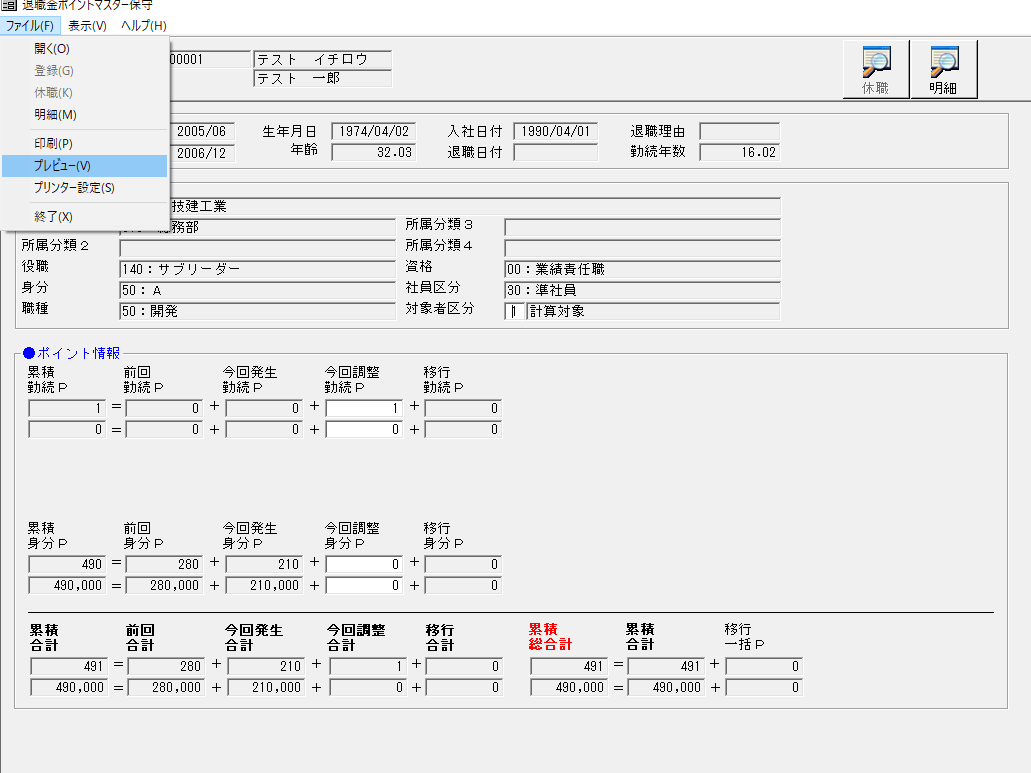 退職金ポイントマスター保守
ファイル(F) 表示(V) ヘルプ(H)
開く(O)
登録(G)
休職(K)
明細(M)
印刷(P)
プレビュー(V)
プリンター設定(S)
終了(X)
00001 テスト　イチロウ
テスト　一郎
休職 明細
2005/06 生年月日 1974/04/02 入社日付 1990/04/01 退職理由
2006/12 年齢 32.03 退職日付 勤続年数 16.02
技建工業
務部 所属分類３
所属分類２ 所属分類４
役職 140：サブリーダー 資格 00：業績責任職
身分 50：Ａ 社員区分 30：準社員
職種 50：開発 対象者区分 1 計算対象
●ポイント情報
累積 前回 今回発生 今回調整 移行
勤続Ｐ 勤続Ｐ 勤続Ｐ 勤続Ｐ 勤続Ｐ
1 = 0 + 0 + 1 + 0
0 = 0 + 0 + 0 + 0
累積 前回 今回発生 今回調整 移行
身分Ｐ 身分Ｐ 身分Ｐ 身分Ｐ 身分Ｐ
490 = 280 + 210 + 0 + 0
490,000 = 280,000 + 210,000 + 0 + 0
累積 前回 今回発生 今回調整 移行 累積 累積 移行
合計 合計 合計 合計 合計 総合計 合計 一括Ｐ
491 = 280 + 210 + 1 + 0 491 = 491 + 0
490,000 = 280,000 + 210,000 + 0 + 0 490,000 = 490,000 + 0